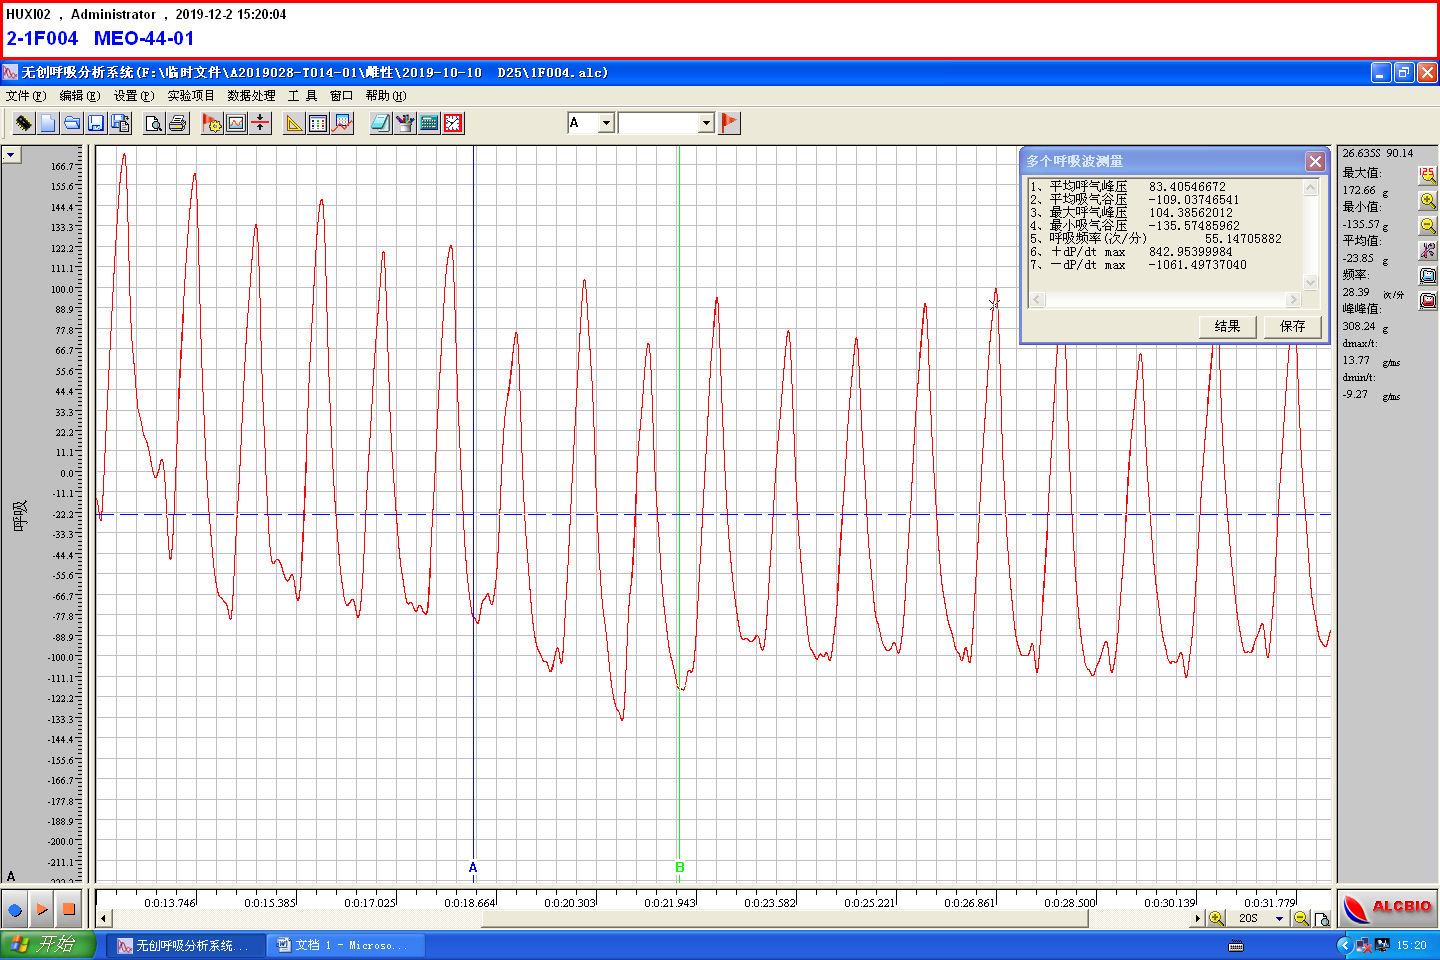 HUXI02 , Administrator , 2019-12-2 15:20:04
2-1F004 MEO-44-01
无创呼吸分析系统(F:\临时文件\A2019028-T014-01\雌性\2019-10-10 D25\1F004.alc)
文件(F) 编辑(E) 设置(P) 实验项目 数据处理 工 具 窗口 帮助(H)
A
166.7
155.6
144.4
133.3
122.2
111.1
100.0
88.9
77.8
66.7
55.6
44.4
33.3
22.2
11.1
0.0
-11.1
-22.2
-33.3
-44.4
-55.6
-66.7
-77.8
-88.9
-100.0
-111.1
-122.2
-133.3
-144.4
-155.6
-166.7
-177.8
-188.9
-200.0
-211.1
呼吸
A
A
B
多个呼吸波测量
1、平均呼气峰压 83.40546672
2、平均吸气谷压 -109.03746541
3、最大呼气峰压 104.38562012
4、最小吸气谷压 -135.57485962
5、呼吸频率(次/分) 55.14705882
6、＋dP/dt max 842.95399984
7、－dP/dt max -1061.49737040
结果 保存
26.635S 90.14
最大值:
172.66 g
最小值:
-135.57 g
平均值:
-23.85 g
频率:
28.39 次/分
峰峰值:
308.24 g
dmax/t:
13.77 g/ms
dmin/t:
-9.27 g/ms
125
0:0:13.746 0:0:15.385 0:0:17.025 0:0:18.664 0:0:20.303 0:0:21.943 0:0:23.582 0:0:25.221 0:0:26.861 0:0:28.500 0:0:30.139 0:0:31.779
20S
ALCBIO
开始 无创呼吸分析系统... 文档 1 - Microso... 15:20